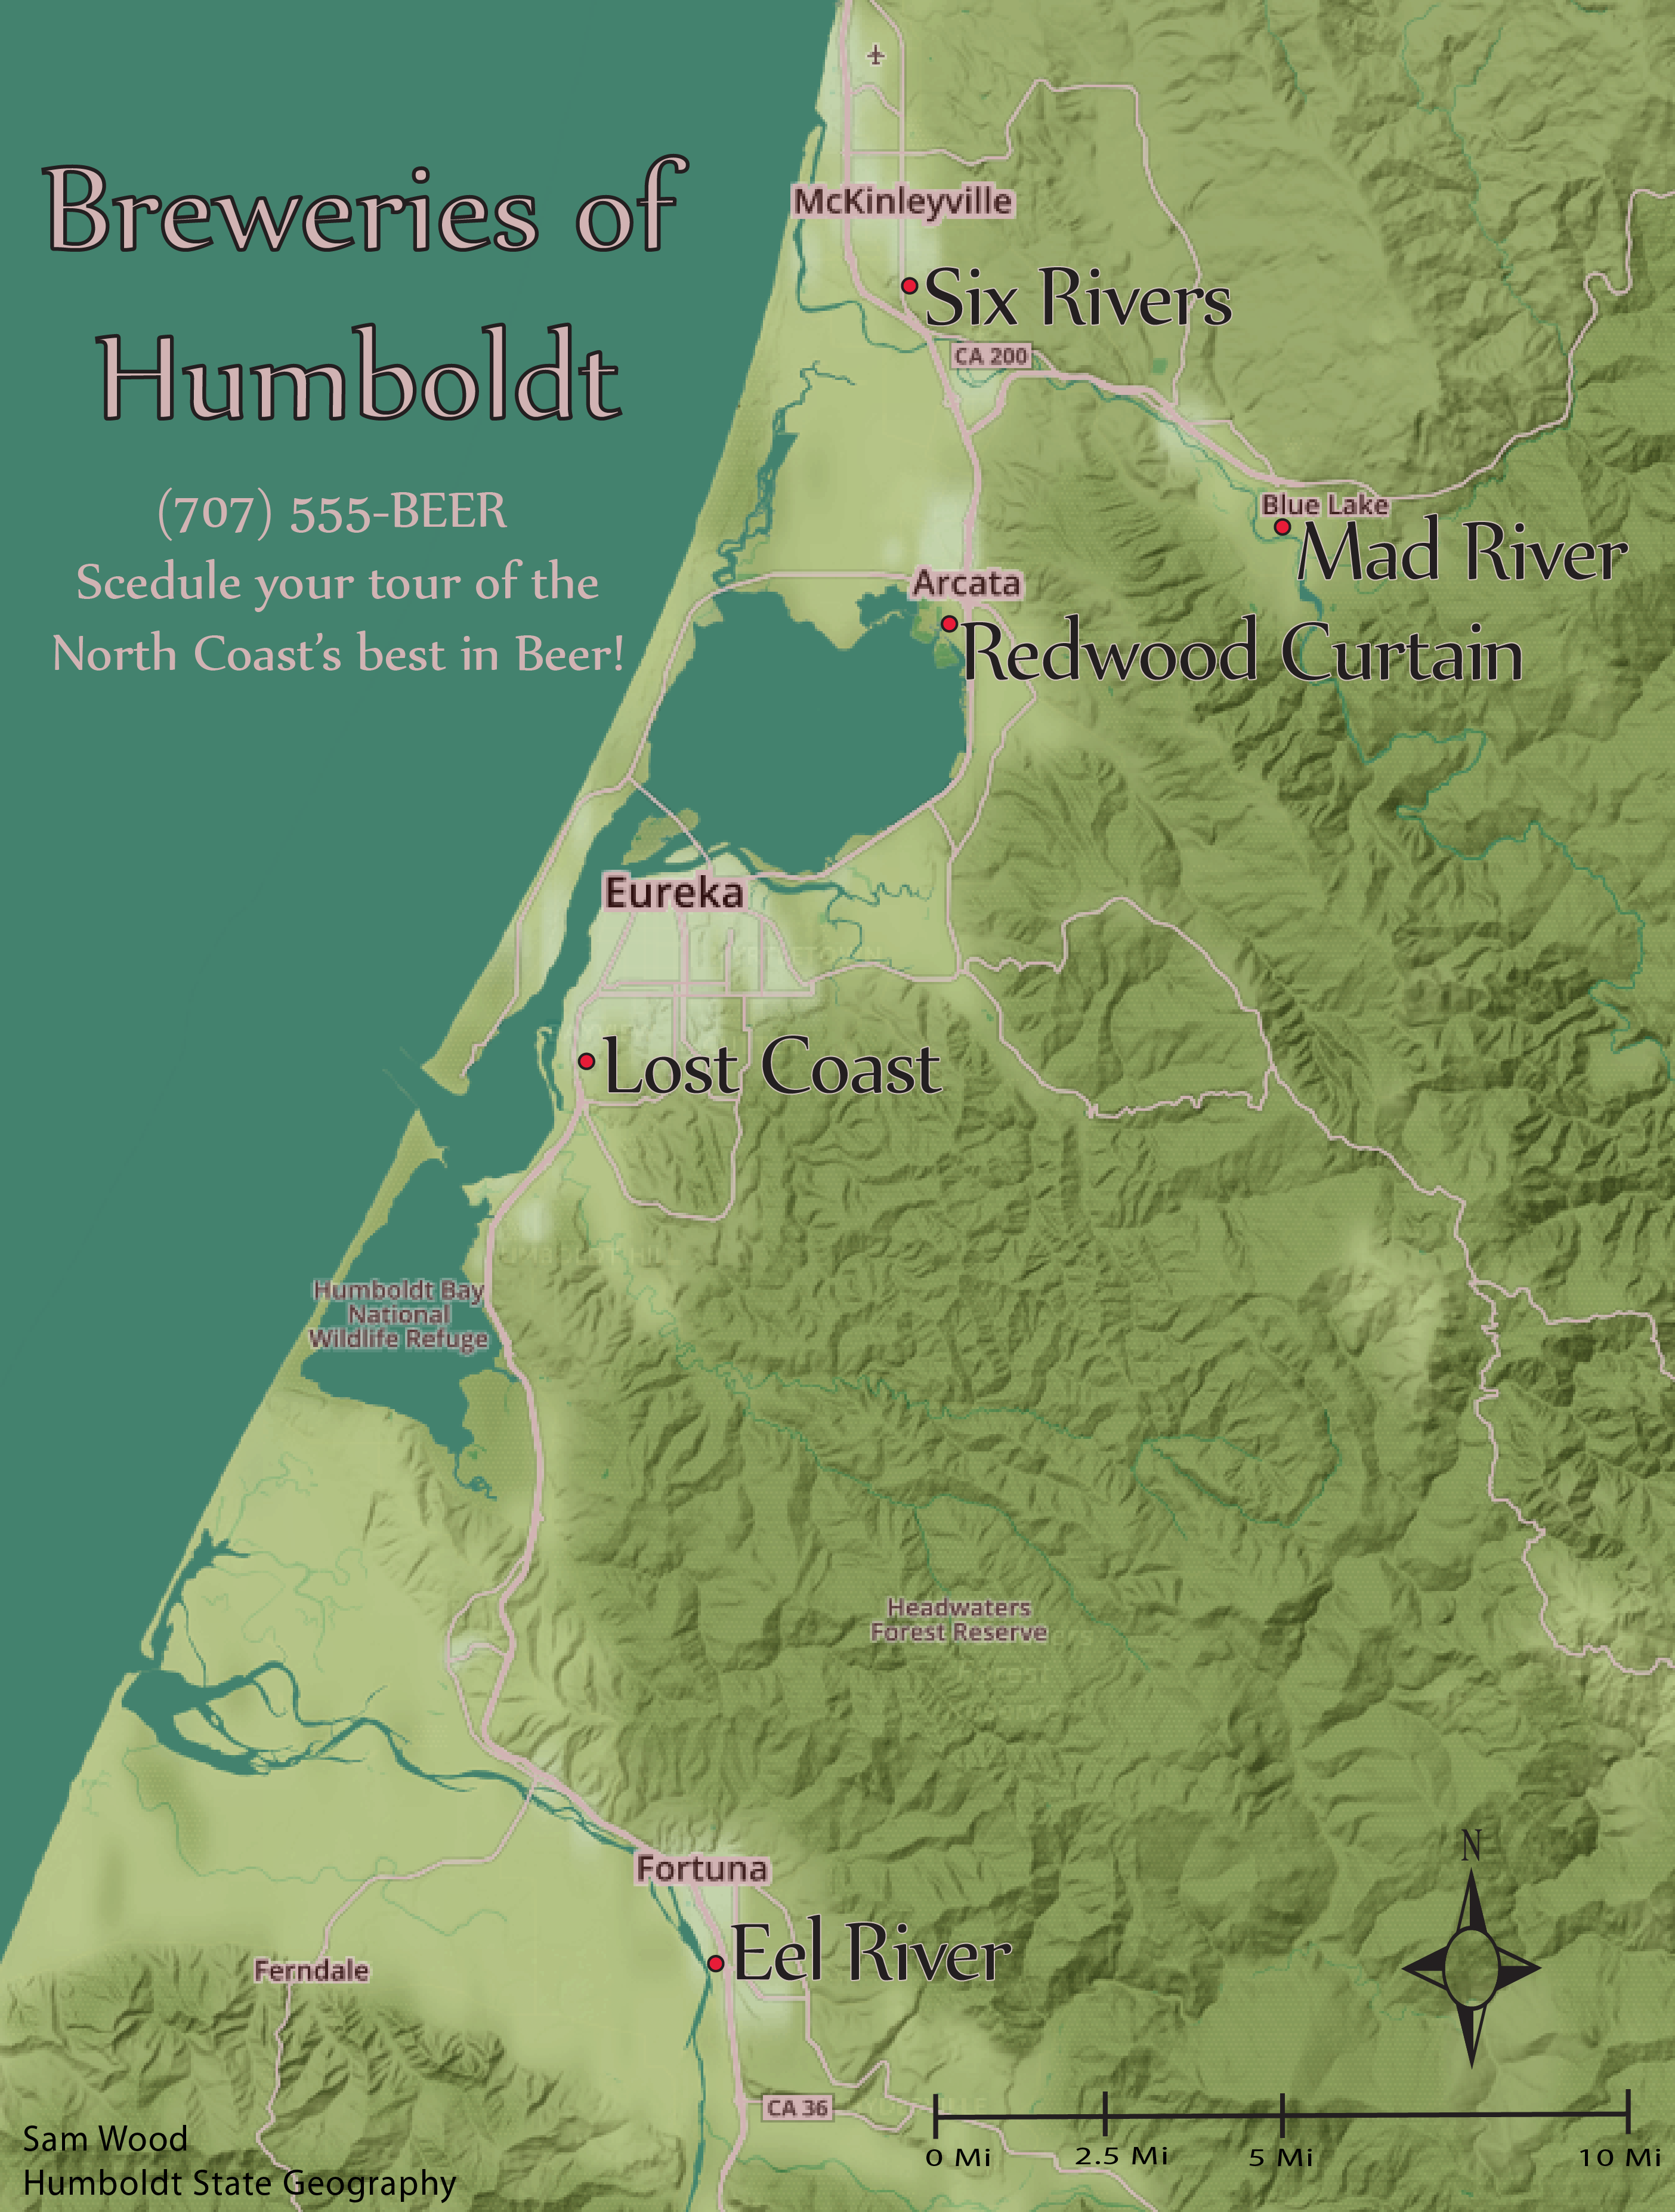 Breweries of
Humboldt
(707) 555-BEER
Scedule your tour of the
North Coast's best in Beer!
McKinleyville
Six Rivers
CA 200
Blue Lake
Mad River
Arcata
Redwood Curtain
Eureka
Lost Coast
Humboldt Bay
National
Wildlife Refuge
Headwaters
Forest Reserve
Fortuna
Eel River
Ferndale
CA 36
N
0 Mi
2.5 Mi
5 Mi
10 Mi
Sam Wood
Humboldt State Geography